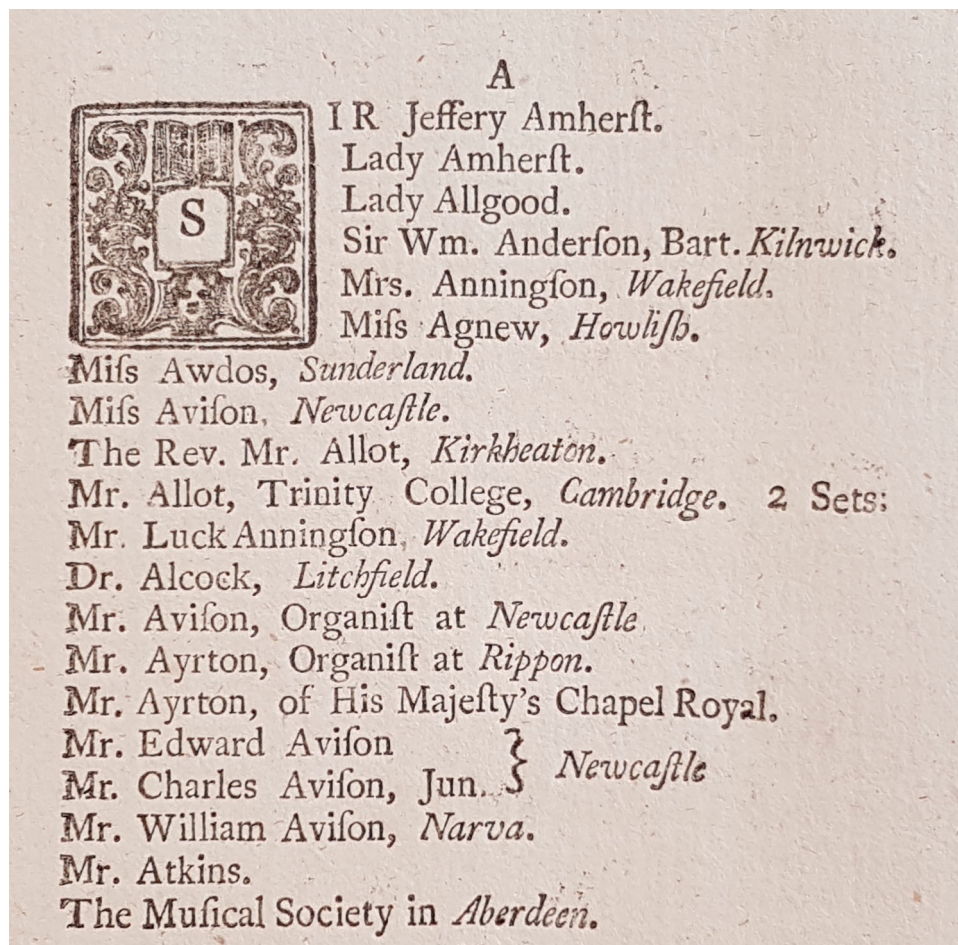 A
SIR Jeffery Amherſt.
Lady Amherſt.
Lady Allgood.
Sir Wm. Anderſon, Bart. Kilnwick.
Mrs. Anningſon, Wakefield.
Miſs Agnew, Howliſh.
Miſs Awdos, Sunderland.
Miſs Aviſon, Newcaſtle.
The Rev. Mr. Allot, Kirkheaton.
Mr. Allot, Trinity College, Cambridge. 2 Sets:
Mr. Luck Anningſon, Wakefield.
Dr. Alcock, Litchfield.
Mr. Aviſon, Organiſt at Newcaſtle
Mr. Ayrton, Organiſt at Rippon.
Mr. Ayrton, of His Majeſty's Chapel Royal.
Mr. Edward Aviſon
Mr. Charles Aviſon, Jun. } Newcaſtle
Mr. William Aviſon, Narva.
Mr. Atkins.
The Muſical Society in Aberdeen.